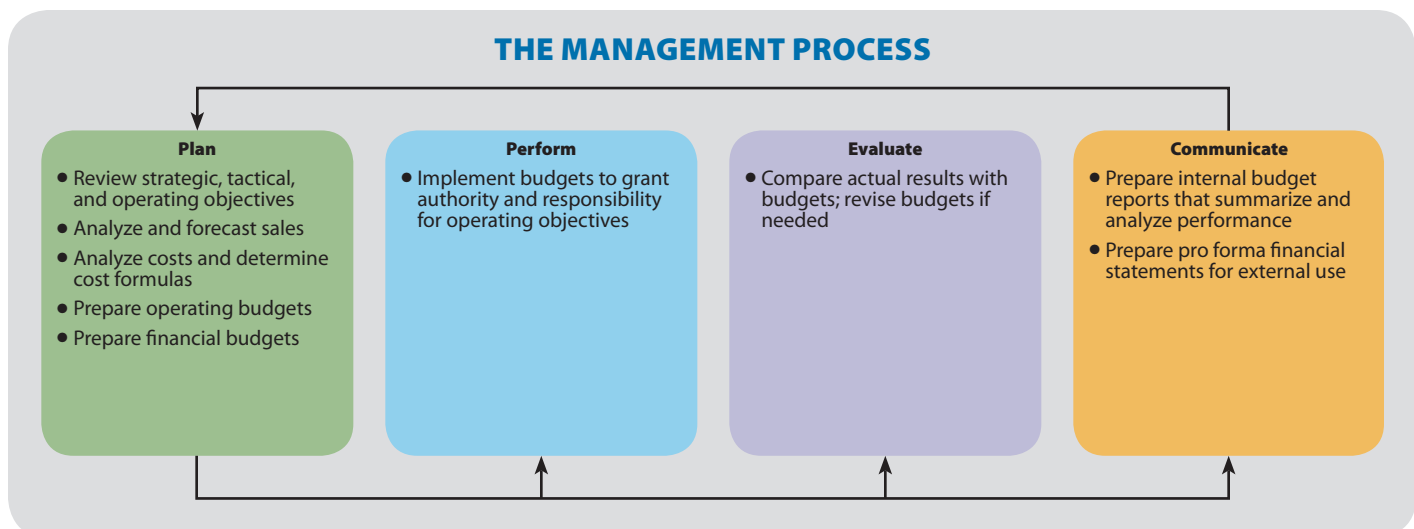 THE MANAGEMENT PROCESS
Plan
• Review strategic, tactical,
and operating objectives
• Analyze and forecast sales
• Analyze costs and determine
cost formulas
• Prepare operating budgets
• Prepare financial budgets
Perform
• Implement budgets to grant
authority and responsibility
for operating objectives
Evaluate
• Compare actual results with
budgets; revise budgets if
needed
Communicate
• Prepare internal budget
reports that summarize and
analyze performance
• Prepare pro forma financial
statements for external use